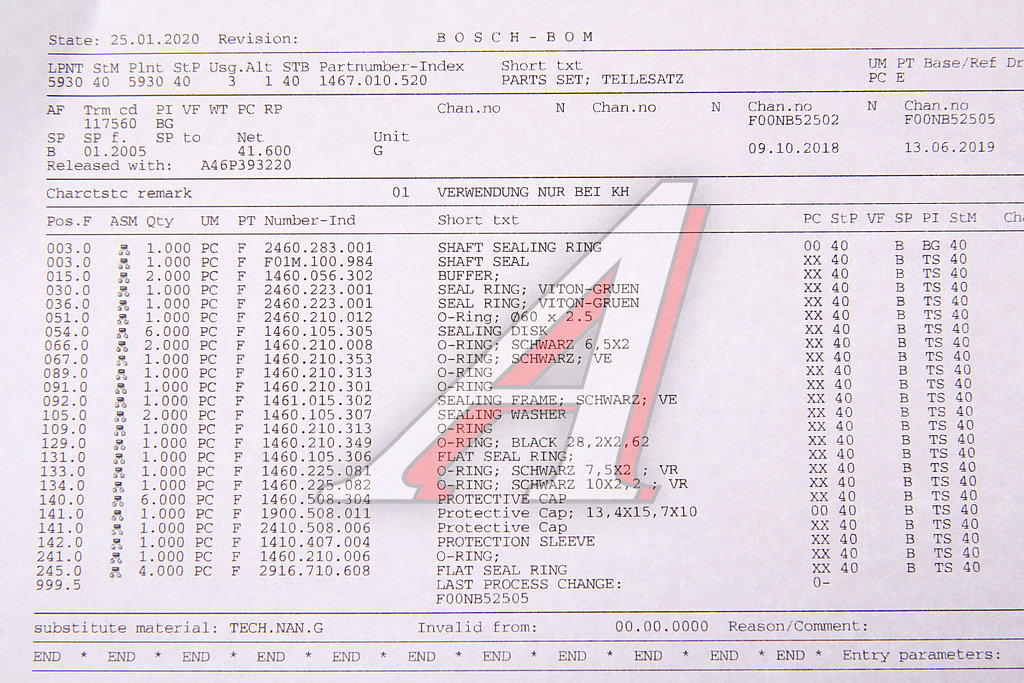 State: 25.01.2020 Revision: BOSCH-BOM
LPNT StM Plnt StP Usg.Alt STB Partnumber-Index Short txt UM PT Base/Ref Dr
5930 40 5930 40 3 1 40 1467.010.520 PARTS SET; TEILESATZ PC E
AF Trm cd PI VF WT PC RP Chan.no N Chan.no N Chan.no N Chan.no
117560 BG F00NB52502 F00NB52505
SP SP f. SP to Net Unit
B 01.2005 41.600 G 09.10.2018 13.06.2019
Released with: A46P393220
Charctstc remark 01 VERWENDUNG NUR BEI KH
Pos.F ASM Qty UM PT Number-Ind Short txt PC StP VF SP PI StM Cha
003.0 1.000 PC F 2460.283.001 SHAFT SEALING RING 00 40 B BG 40
003.0 1.000 PC F F01M.100.984 SHAFT SEAL XX 40 B TS 40
015.0 2.000 PC F 1460.056.302 BUFFER; XX 40 B TS 40
030.0 1.000 PC F 2460.223.001 SEAL RING; VITON-GRUEN XX 40 B TS 40
036.0 1.000 PC F 2460.223.001 SEAL RING; VITON-GRUEN XX 40 B TS 40
051.0 1.000 PC F 2460.210.012 O-Ring; Ø60 x 2.5 XX 40 B TS 40
054.0 6.000 PC F 1460.105.305 SEALING DISK XX 40 B TS 40
066.0 2.000 PC F 1460.210.008 O-RING; SCHWARZ 6,5X2 XX 40 B TS 40
067.0 1.000 PC F 1460.210.353 O-RING; SCHWARZ; VE XX 40 B TS 40
089.0 1.000 PC F 1460.210.313 O-RING XX 40 B TS 40
091.0 1.000 PC F 1460.210.301 O-RING XX 40 B TS 40
092.0 1.000 PC F 1461.015.302 SEALING FRAME; SCHWARZ; VE XX 40 B TS 40
105.0 2.000 PC F 1460.105.307 SEALING WASHER XX 40 B TS 40
109.0 1.000 PC F 1460.210.313 O-RING XX 40 B TS 40
129.0 1.000 PC F 1460.210.349 O-RING; BLACK 28,2X2,62 XX 40 B TS 40
131.0 1.000 PC F 1460.105.306 FLAT SEAL RING; XX 40 B TS 40
133.0 1.000 PC F 1460.225.081 O-RING; SCHWARZ 7,5X2 ; VR XX 40 B TS 40
134.0 1.000 PC F 1460.225.082 O-RING; SCHWARZ 10X2,2 ; VR XX 40 B TS 40
140.0 6.000 PC F 1460.508.304 PROTECTIVE CAP XX 40 B TS 40
141.0 1.000 PC F 1900.508.011 Protective Cap; 13,4X15,7X10 00 40 B TS 40
141.0 1.000 PC F 2410.508.006 Protective Cap XX 40 B TS 40
142.0 1.000 PC F 1410.407.004 PROTECTION SLEEVE XX 40 B TS 40
241.0 1.000 PC F 1460.210.006 O-RING; XX 40 B TS 40
245.0 4.000 PC F 2916.710.608 FLAT SEAL RING XX 40 B TS 40
999.5 LAST PROCESS CHANGE: 0-
F00NB52505
substitute material: TECH.NAN.G Invalid from: 00.00.0000 Reason/Comment:
END * END * END * END * END * END * END * END * END * END * END * Entry parameters: